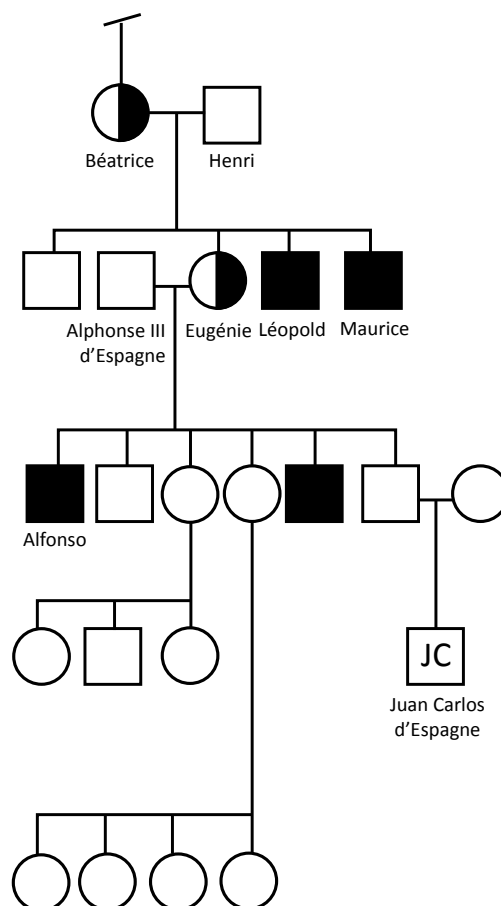 Béatrice
Henri
Alphonse III
d’Espagne
Eugénie
Léopold
Maurice
Alfonso
JC
Juan Carlos
d’Espagne